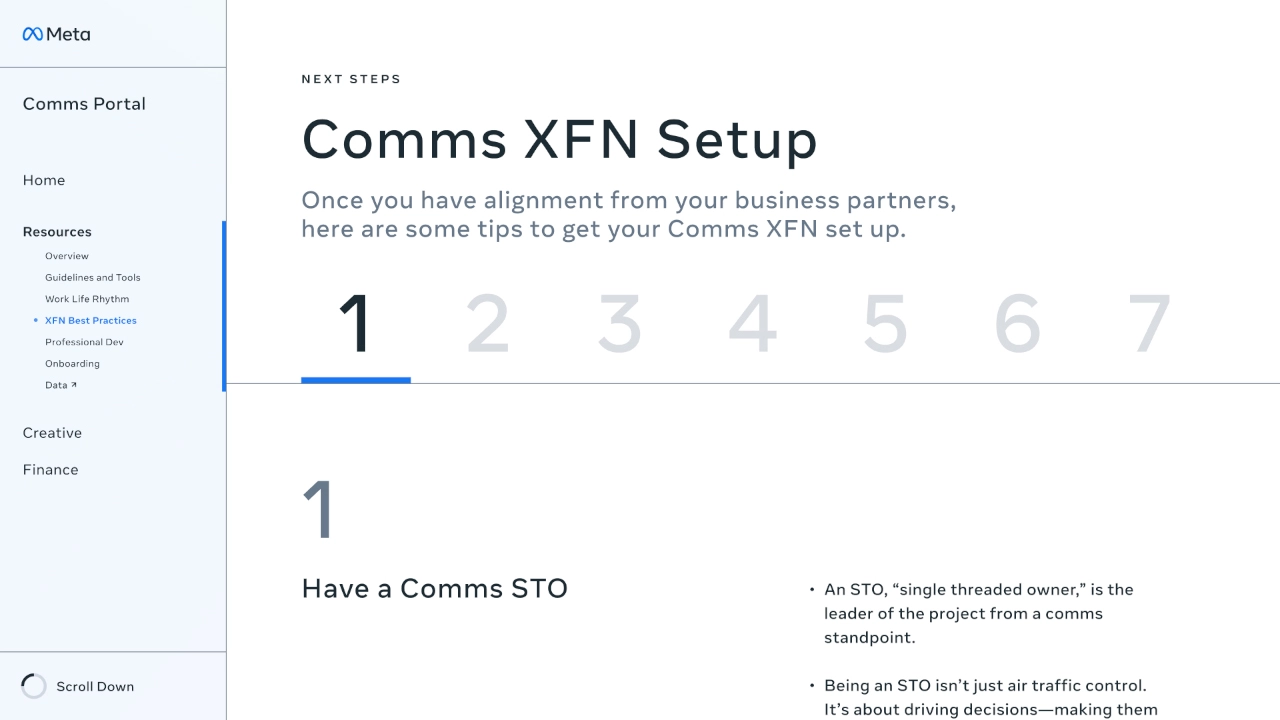 Meta
Comms Portal
Home
Resources
Overview
Guidelines and Tools
Work Life Rhythm
• XFN Best Practices
Professional Dev
Onboarding
Data ↗
Creative
Finance
Scroll Down
NEXT STEPS
Comms XFN Setup
Once you have alignment from your business partners,
here are some tips to get your Comms XFN set up.
1 2 3 4 5 6 7
1
Have a Comms STO
• An STO, “single threaded owner,” is the
leader of the project from a comms
standpoint.
• Being an STO isn’t just air traffic control.
It’s about driving decisions—making them